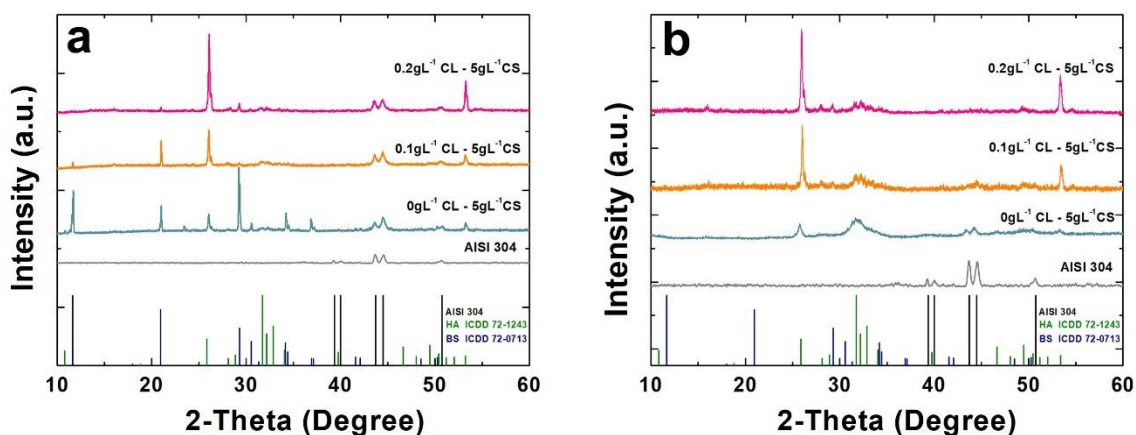 a
0.2gL⁻¹ CL - 5gL⁻¹CS
0.1gL⁻¹ CL - 5gL⁻¹CS
0gL⁻¹ CL - 5gL⁻¹CS
AISI 304
AISI 304
HA ICDD 72-1243
BS ICDD 72-0713
Intensity (a.u.)
10 20 30 40 50 60
2-Theta (Degree)
b
0.2gL⁻¹ CL - 5gL⁻¹CS
0.1gL⁻¹ CL - 5gL⁻¹CS
0gL⁻¹ CL - 5gL⁻¹CS
AISI 304
AISI 304
HA ICDD 72-1243
BS ICDD 72-0713
Intensity (a.u.)
10 20 30 40 50 60
2-Theta (Degree)